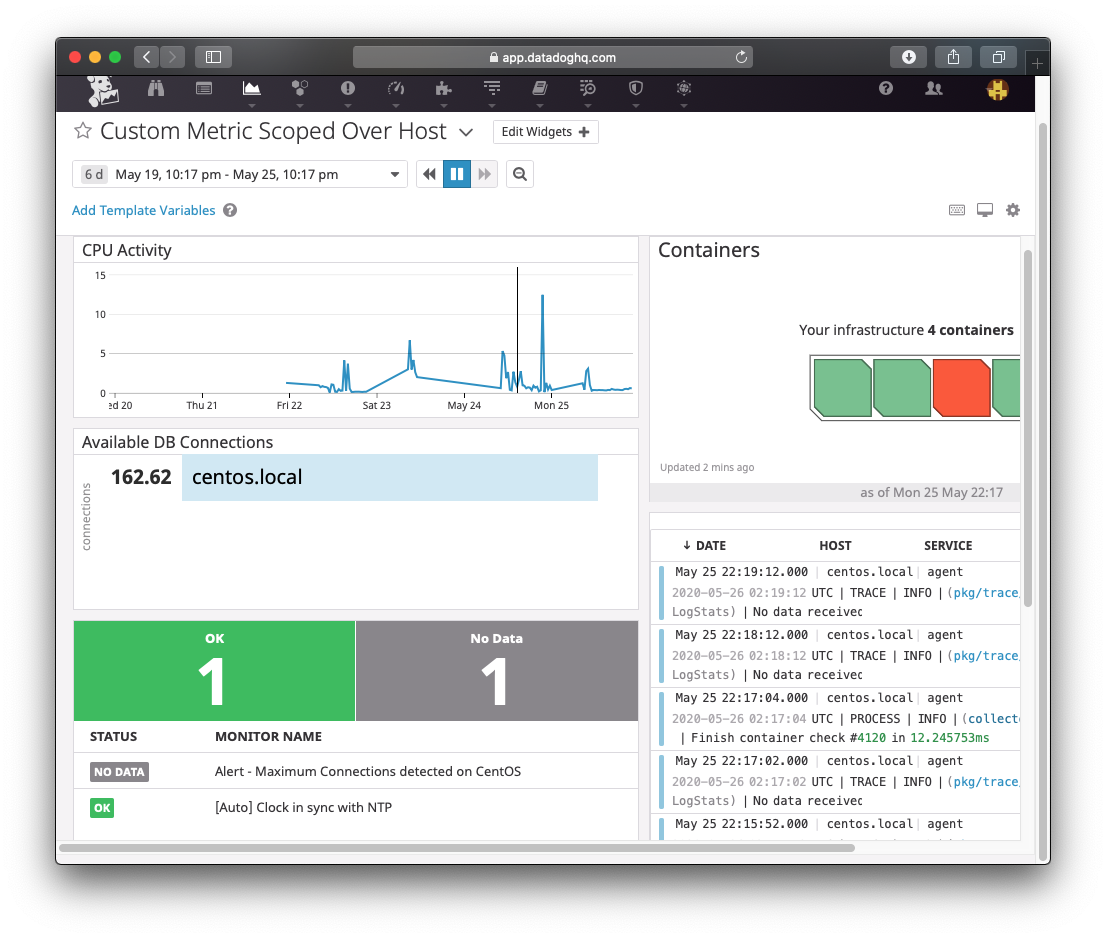 app.datadoghq.com
Custom Metric Scoped Over Host
Edit Widgets
6 d May 19, 10:17 pm - May 25, 10:17 pm
Add Template Variables
CPU Activity
15
10
5
0
ed 20 Thu 21 Fri 22 Sat 23 May 24 Mon 25
Available DB Connections
connections
162.62 centos.local
OK
1
No Data
1
STATUS MONITOR NAME
NO DATA Alert - Maximum Connections detected on CentOS
OK [Auto] Clock in sync with NTP
Containers
Your infrastructure 4 containers
Updated 2 mins ago
as of Mon 25 May 22:17
DATE HOST SERVICE
May 25 22:19:12.000 centos.local agent
2020-05-26 02:19:12 UTC | TRACE | INFO | (pkg/trace
LogStats) | No data received
May 25 22:18:12.000 centos.local agent
2020-05-26 02:18:12 UTC | TRACE | INFO | (pkg/trace
LogStats) | No data received
May 25 22:17:04.000 centos.local agent
2020-05-26 02:17:04 UTC | PROCESS | INFO | (collect
| Finish container check #4120 in 12.245753ms
May 25 22:17:02.000 centos.local agent
2020-05-26 02:17:02 UTC | TRACE | INFO | (pkg/trace
LogStats) | No data received
May 25 22:15:52.000 centos.local agent